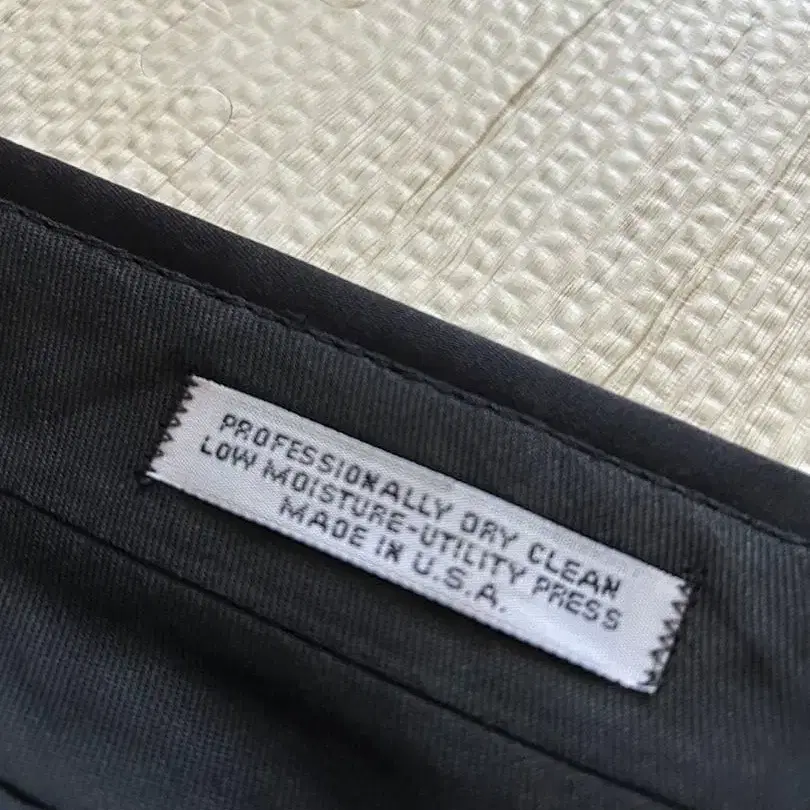 PROFESSIONALLY DRY CLEAN
LOW MOISTURE-UTILITY PRESS
MADE IN U.S.A.